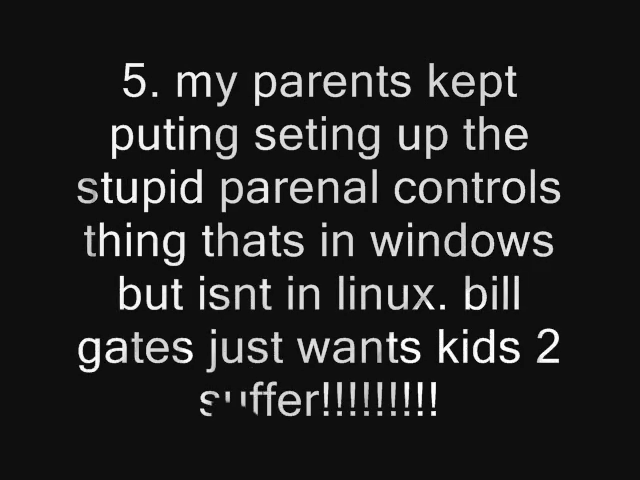 5. my parents kept
puting seting up the
stupid parenal controls
thing thats in windows
but isnt in linux. bill
gates just wants kids 2
suffer!!!!!!!!!